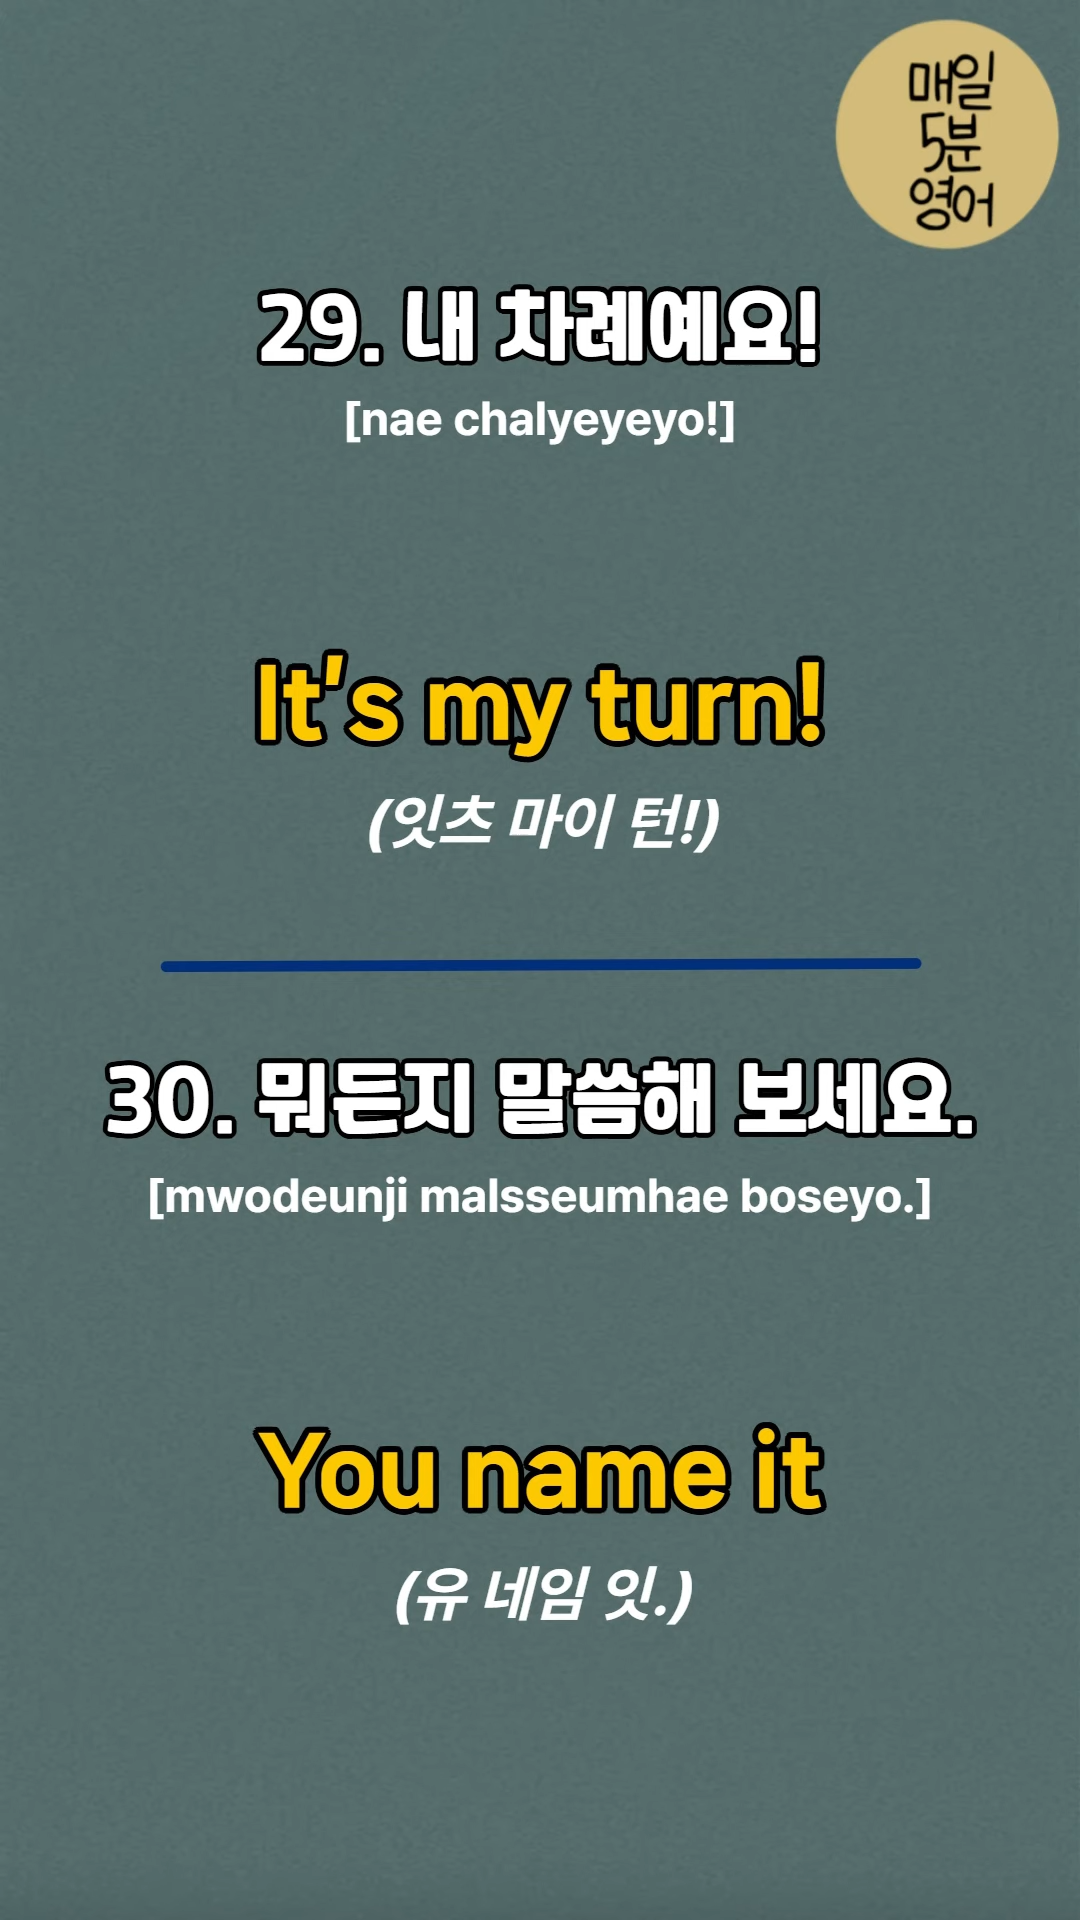 매일
5분
영어
29. 내 차례예요!
[nae chalyeyeyo!]
It's my turn!
(잇츠 마이 턴!)
30. 뭐든지 말씀해 보세요.
[mwodeunji malsseumhae boseyo.]
You name it
(유 네임 잇.)